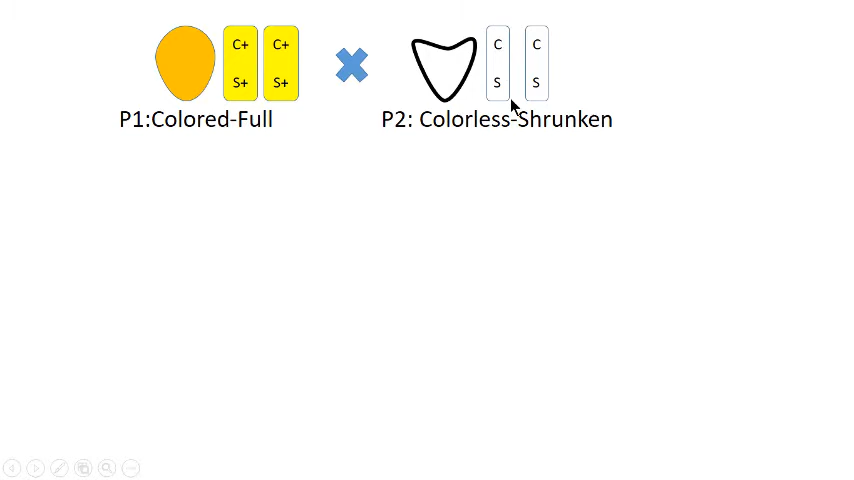 C+ C+ C C
S+ S+ S S
P1:Colored-Full P2: Colorless-Shrunken